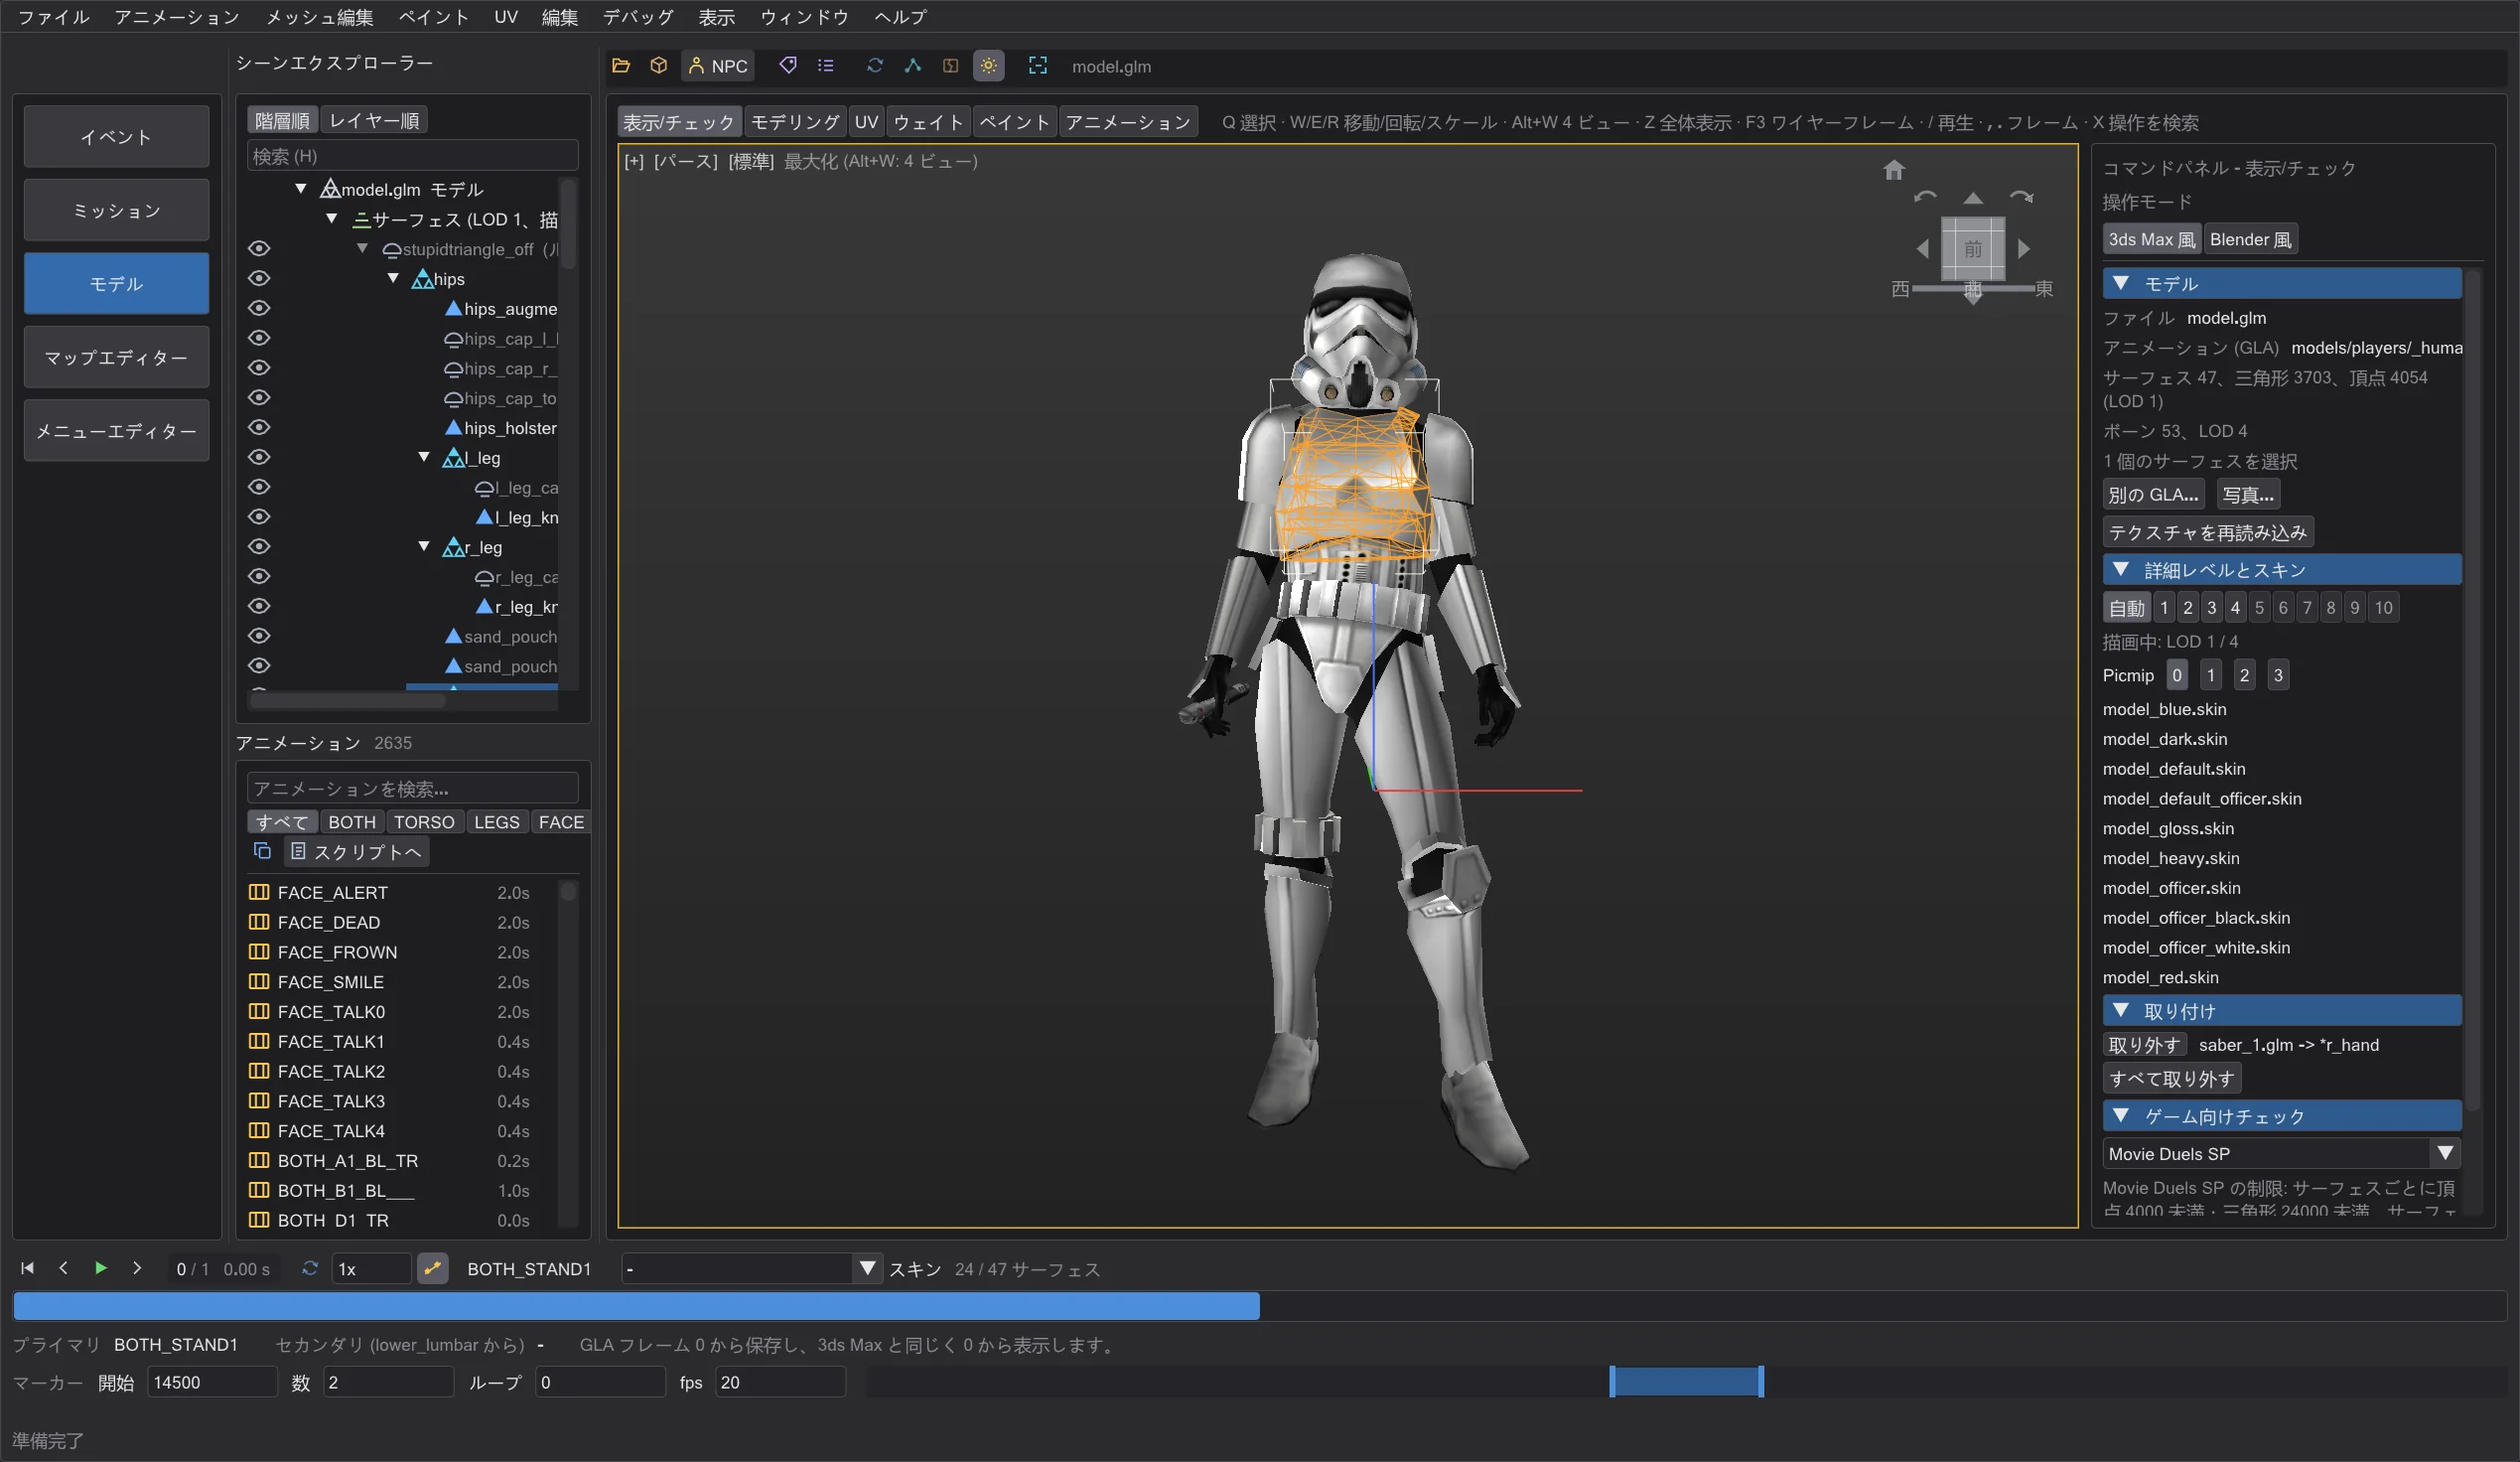 ファイル アニメーション メッシュ編集 ペイント UV 編集 デバッグ 表示 ウィンドウ ヘルプ
イベント
ミッション
モデル
マップエディター
メニューエディター
シーンエクスプローラー
階層順 レイヤー順
検索 (H)
model.glm モデル
サーフェス (LOD 1、描
stupidtriangle_off
hips
hips_augme
hips_cap_l_
hips_cap_r_
hips_cap_to
hips_holster
l_leg
l_leg_ca
l_leg_kn
r_leg
r_leg_ca
r_leg_kn
sand_pouch
sand_pouch
アニメーション 2635
アニメーションを検索...
すべて BOTH TORSO LEGS FACE
スクリプトへ
FACE_ALERT 2.0s
FACE_DEAD 2.0s
FACE_FROWN 2.0s
FACE_SMILE 2.0s
FACE_TALK0 2.0s
FACE_TALK1 0.4s
FACE_TALK2 0.4s
FACE_TALK3 0.4s
FACE_TALK4 0.4s
BOTH_A1_BL_TR 0.2s
BOTH_B1_BL___ 1.0s
BOTH_D1_TR 0.0s
NPC model.glm
表示/チェック モデリング UV ウェイト ペイント アニメーション Q 選択 · W/E/R 移動/回転/スケール · Alt+W 4 ビュー · Z 全体表示 · F3 ワイヤーフレーム · / 再生 · , . フレーム · X 操作を検索
[+] [パース] [標準] 最大化 (Alt+W: 4 ビュー)
前
西 北 東
コマンドパネル - 表示/チェック
操作モード
3ds Max 風 Blender 風
モデル
ファイル model.glm
アニメーション (GLA) models/players/_huma
サーフェス 47、三角形 3703、頂点 4054
(LOD 1)
ボーン 53、LOD 4
1 個のサーフェスを選択
別の GLA... 写真...
テクスチャを再読み込み
詳細レベルとスキン
自動 1 2 3 4 5 6 7 8 9 10
描画中: LOD 1 / 4
Picmip 0 1 2 3
model_blue.skin
model_dark.skin
model_default.skin
model_default_officer.skin
model_gloss.skin
model_heavy.skin
model_officer.skin
model_officer_black.skin
model_officer_white.skin
model_red.skin
取り付け
取り外す saber_1.glm -> *r_hand
すべて取り外す
ゲーム向けチェック
Movie Duels SP
Movie Duels SP の制限: サーフェスごとに頂
点 4000 未満・三角形 24000 未満、サーフェ
0 / 1 0.00 s 1x BOTH_STAND1 - スキン 24 / 47 サーフェス
プライマリ BOTH_STAND1 セカンダリ (lower_lumbar から) - GLA フレーム 0 から保存し、3ds Max と同じく 0 から表示します。
マーカー 開始 14500 数 2 ループ 0 fps 20
準備完了